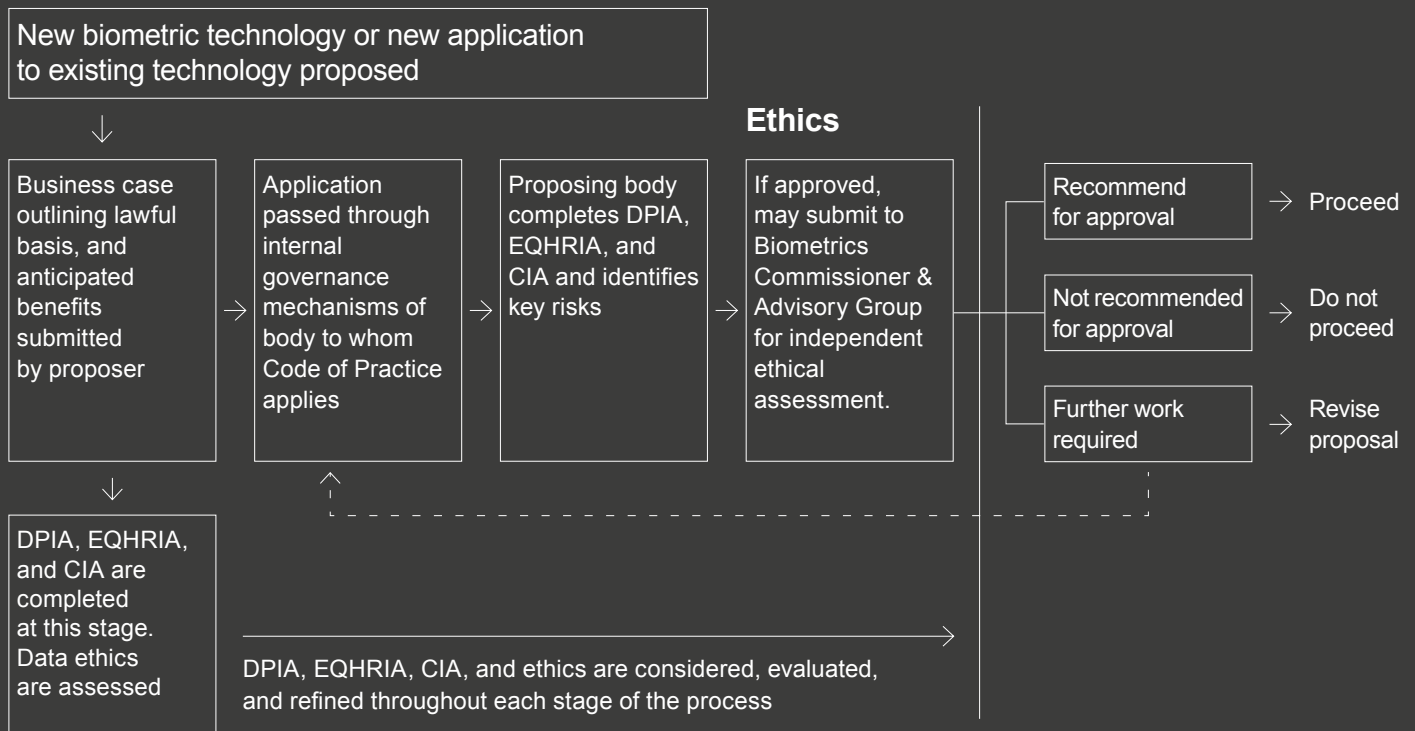 New biometric technology or new application
to existing technology proposed
Ethics
Business case
outlining lawful
basis, and
anticipated
benefits
submitted
by proposer
Application
passed through
internal
governance
mechanisms of
body to whom
Code of Practice
applies
Proposing body
completes DPIA,
EQHRIA, and
CIA and identifies
key risks
If approved,
may submit to
Biometrics
Commissioner &
Advisory Group
for independent
ethical
assessment.
Recommend
for approval
Proceed
Not recommended
for approval
Do not
proceed
Further work
required
Revise
proposal
DPIA, EQHRIA,
and CIA are
completed
at this stage.
Data ethics
are assessed
DPIA, EQHRIA, CIA, and ethics are considered, evaluated,
and refined throughout each stage of the process